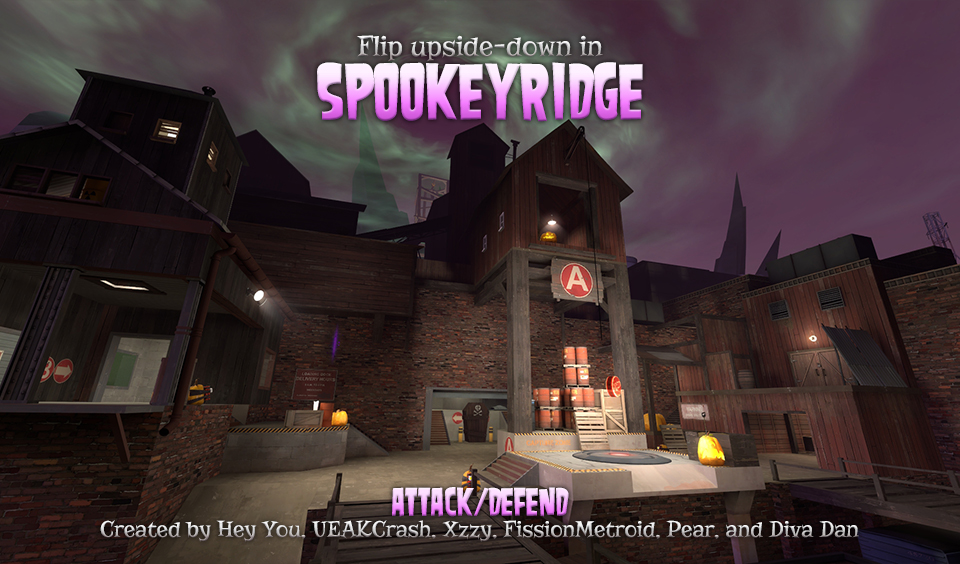 Flip upside-down in
SPOOKEYRIDGE
A
A
ATTACK/DEFEND
Created by Hey You, UEAKCrash, Xzzy, FissionMetroid, Pear, and Diva Dan